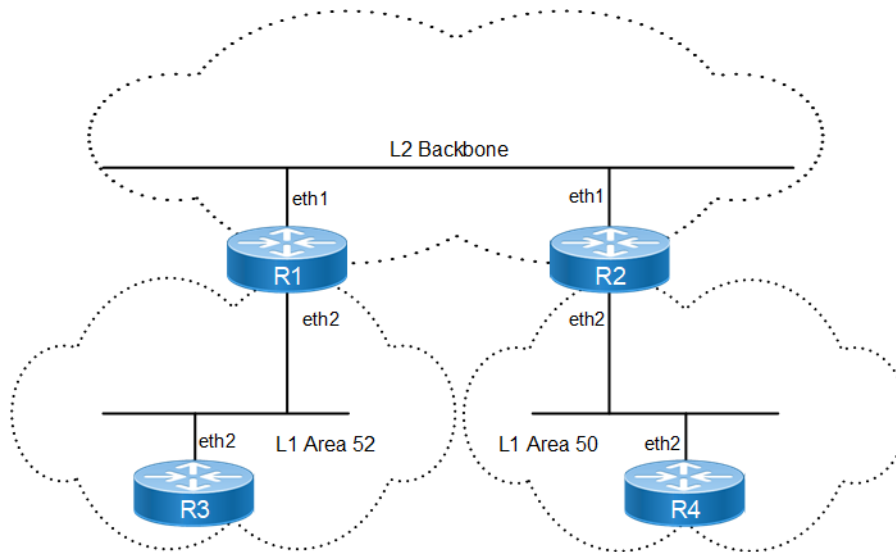 L2 Backbone
eth1
eth1
R1
R2
eth2
eth2
eth2
L1 Area 52
L1 Area 50
eth2
R3
R4